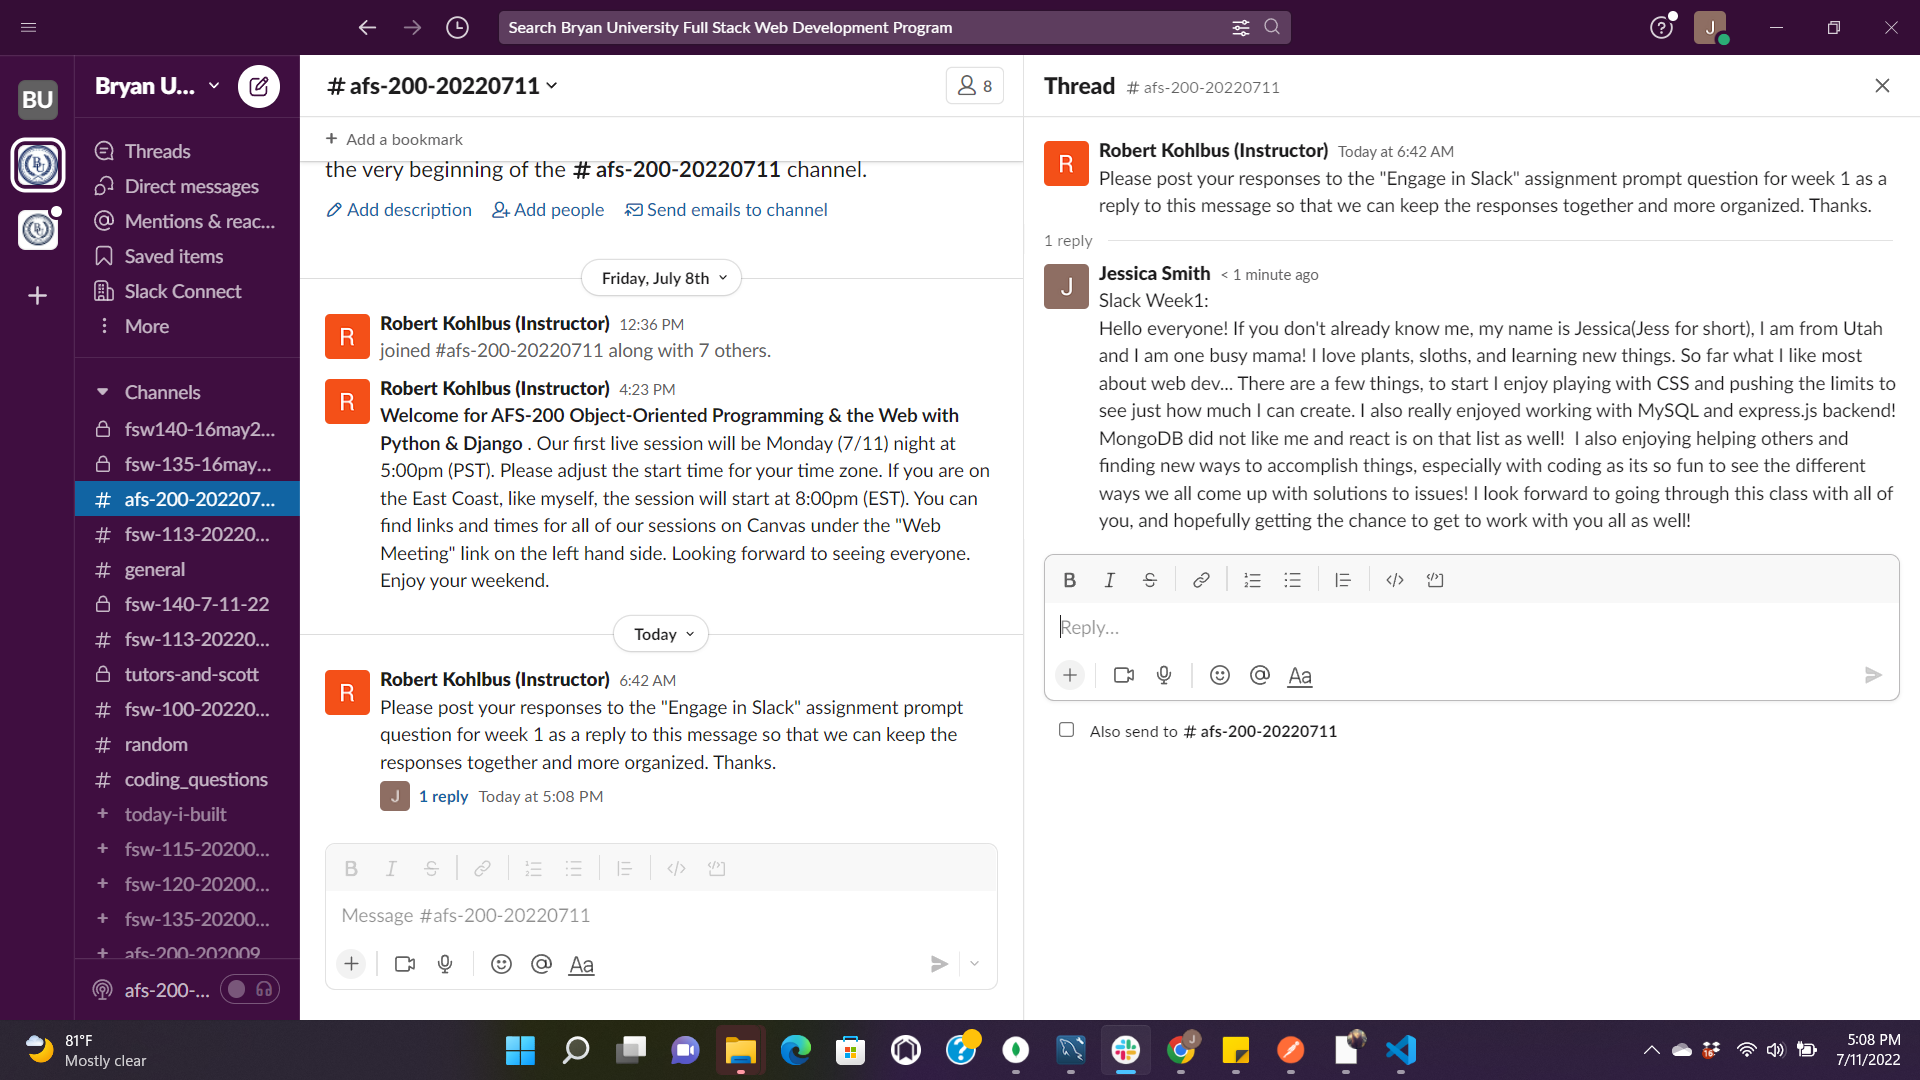 Search Bryan University Full Stack Web Development Program
J
BU
Bryan U...
Threads
Direct messages
Mentions & reac...
Saved items
Slack Connect
More
Channels
fsw140-16may2...
fsw-135-16may...
# afs-200-202207...
# fsw-113-20220...
# general
fsw-140-7-11-22
# fsw-113-20220...
tutors-and-scott
# fsw-100-20220...
# random
# coding_questions
+ today-i-built
+ fsw-115-20200...
+ fsw-120-20200...
+ fsw-135-20200...
+ afs-200-202009
afs-200-...
# afs-200-20220711
8
+ Add a bookmark
the very beginning of the # afs-200-20220711 channel.
Add description Add people Send emails to channel
Friday, July 8th
R
Robert Kohlbus (Instructor) 12:36 PM
joined #afs-200-20220711 along with 7 others.
R
Robert Kohlbus (Instructor) 4:23 PM
Welcome for AFS-200 Object-Oriented Programming & the Web with
Python & Django . Our first live session will be Monday (7/11) night at
5:00pm (PST). Please adjust the start time for your time zone. If you are on
the East Coast, like myself, the session will start at 8:00pm (EST). You can
find links and times for all of our sessions on Canvas under the "Web
Meeting" link on the left hand side. Looking forward to seeing everyone.
Enjoy your weekend.
Today
R
Robert Kohlbus (Instructor) 6:42 AM
Please post your responses to the "Engage in Slack" assignment prompt
question for week 1 as a reply to this message so that we can keep the
responses together and more organized. Thanks.
J 1 reply Today at 5:08 PM
B I S
Message #afs-200-20220711
+ @ Aa
Thread # afs-200-20220711
R
Robert Kohlbus (Instructor) Today at 6:42 AM
Please post your responses to the "Engage in Slack" assignment prompt question for week 1 as a
reply to this message so that we can keep the responses together and more organized. Thanks.
1 reply
J
Jessica Smith < 1 minute ago
Slack Week1:
Hello everyone! If you don't already know me, my name is Jessica(Jess for short), I am from Utah
and I am one busy mama! I love plants, sloths, and learning new things. So far what I like most
about web dev... There are a few things, to start I enjoy playing with CSS and pushing the limits to
see just how much I can create. I also really enjoyed working with MySQL and express.js backend!
MongoDB did not like me and react is on that list as well!  I also enjoying helping others and
finding new ways to accomplish things, especially with coding as its so fun to see the different
ways we all come up with solutions to issues! I look forward to going through this class with all of
you, and hopefully getting the chance to get to work with you all as well!
B I S
Reply...
+ @ Aa
Also send to # afs-200-20220711
81°F
Mostly clear
5:08 PM
7/11/2022